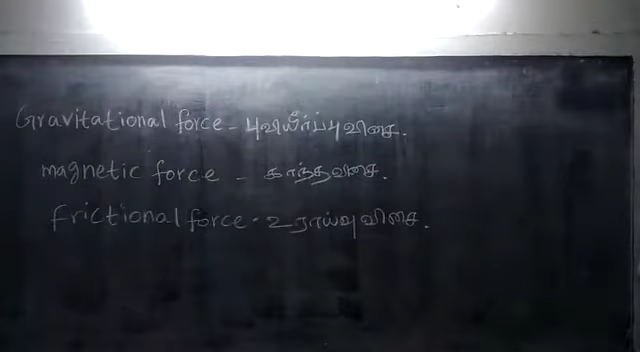 Gravitational force - புவியீர்ப்புவிசை.
magnetic force - காந்தவிசை.
frictional force - உராய்வுவிசை.